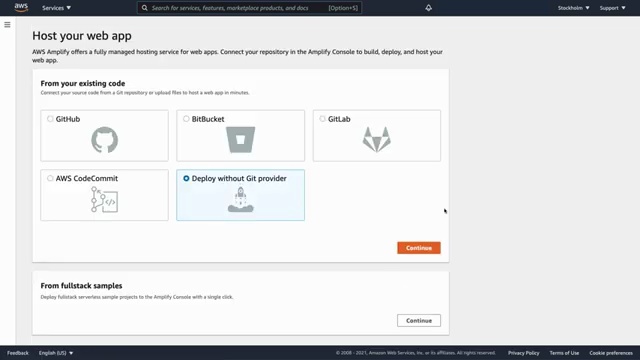 aws
Services ▼
Search for services, features, marketplace products, and docs
[Option+S]
Stockholm ▼
Support ▼
Host your web app
AWS Amplify offers a fully managed hosting service for web apps. Connect your repository in the Amplify Console to build, deploy, and host your
web app.
From your existing code
Connect your source code from a Git repository or upload files to host a web app in minutes.
GitHub
BitBucket
GitLab
AWS CodeCommit
Deploy without Git provider
Continue
From fullstack samples
Deploy fullstack serverless sample projects to the Amplify Console with a single click.
Continue
Feedback
English (US) ▼
© 2008 - 2021, Amazon Web Services, Inc. or its affiliates. All rights reserved.
Privacy Policy
Terms of Use
Cookie preferences